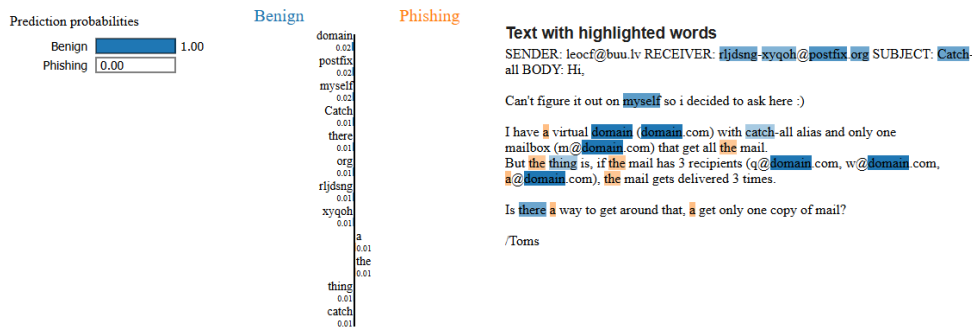 Prediction probabilities
Benign 1.00
Phishing 0.00
Benign Phishing
domain
0.02
postfix
0.02
myself
0.02
Catch
0.01
there
0.01
org
0.01
rljdsng
0.01
xyqoh
0.01
a
0.01
the
0.01
thing
0.01
catch
0.01
Text with highlighted words
SENDER: leocf@buu.lv RECEIVER: rljdsng-xyqoh@postfix.org SUBJECT: Catch-
all BODY: Hi,
Can't figure it out on myself so i decided to ask here :)
I have a virtual domain (domain.com) with catch-all alias and only one
mailbox (m@domain.com) that get all the mail.
But the thing is, if the mail has 3 recipients (q@domain.com, w@domain.com,
a@domain.com), the mail gets delivered 3 times.
Is there a way to get around that, a get only one copy of mail?
/Toms